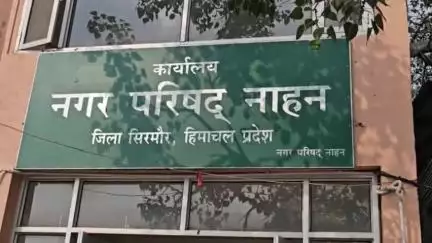 कार्यालय
नगर परिषद् नाहन
जिला सिरमौर, हिमाचल प्रदेश
नगर परिषद् नाहन